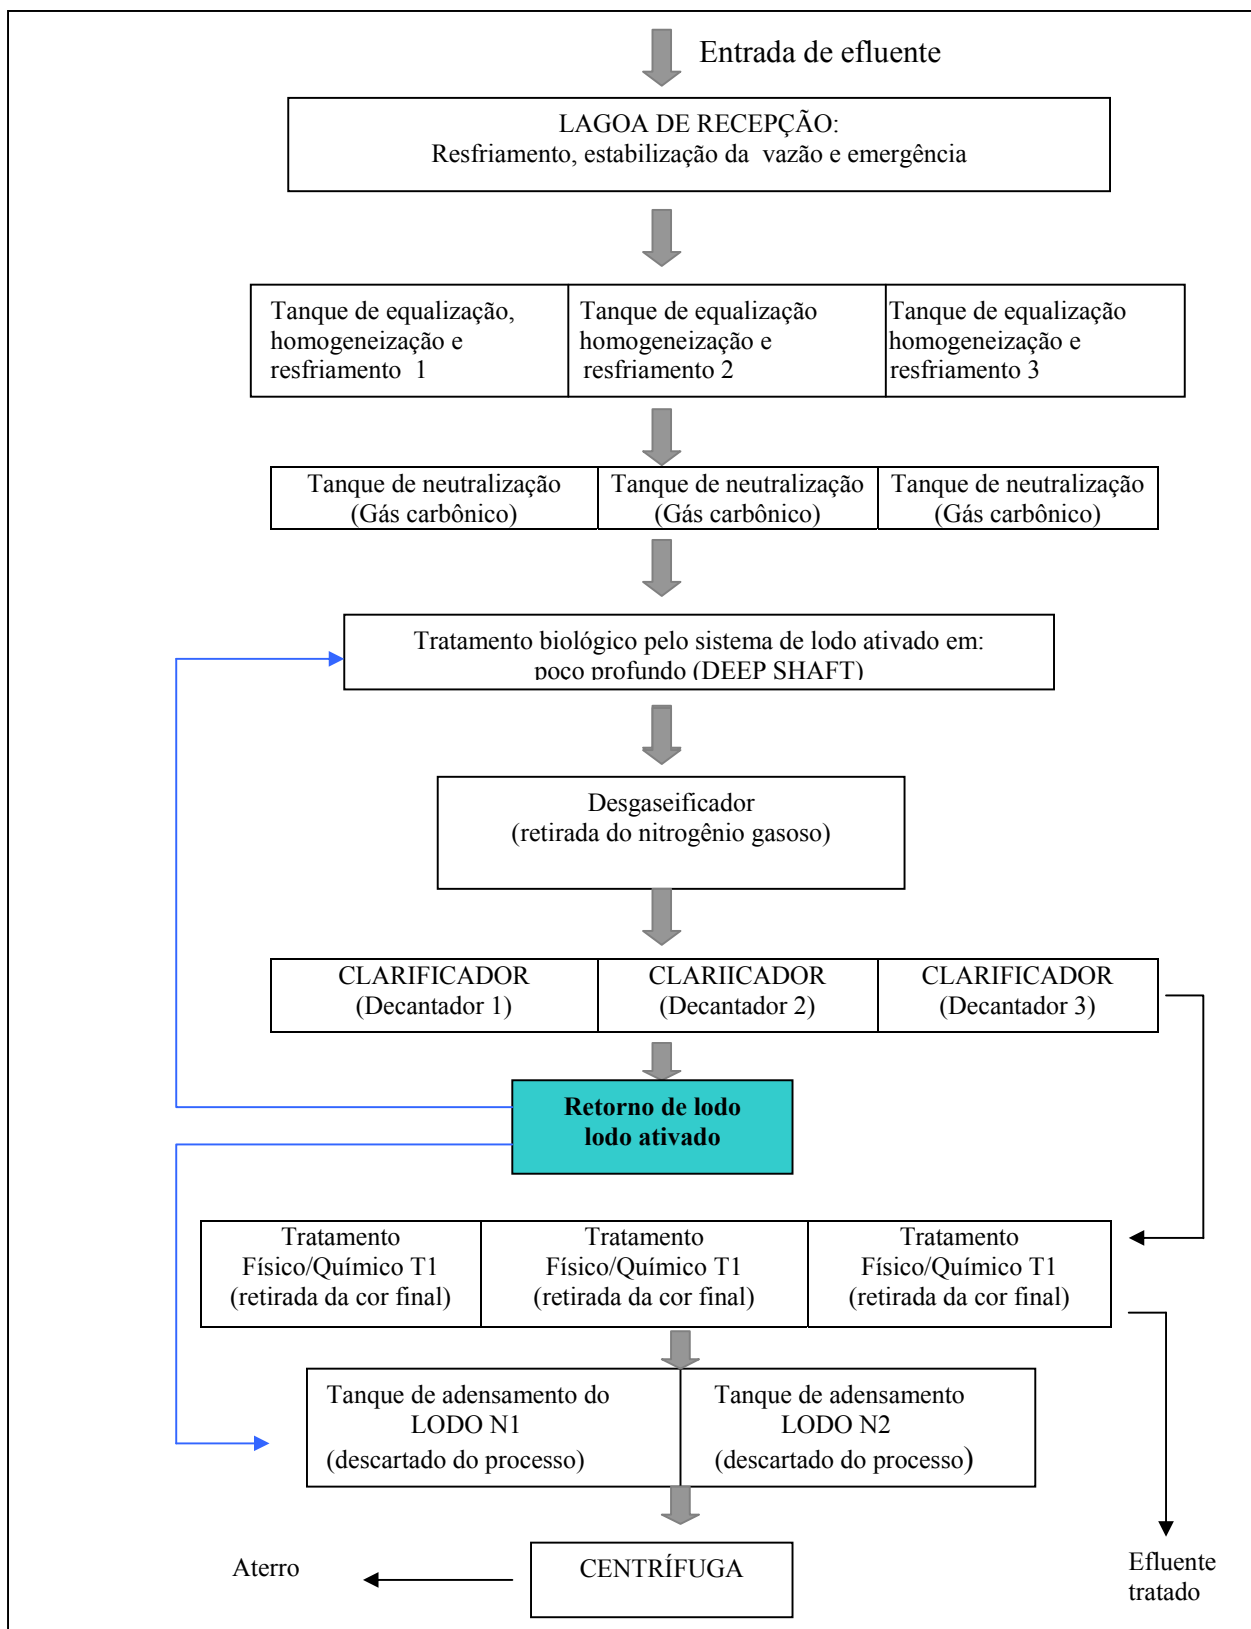 Entrada de efluente
LAGOA DE RECEPÇÃO:
Resfriamento, estabilização da vazão e emergência
Tanque de equalização,
homogeneização e
resfriamento 1
Tanque de equalização
homogeneização e
resfriamento 2
Tanque de equalização
homogeneização e
resfriamento 3
Tanque de neutralização
(Gás carbônico)
Tanque de neutralização
(Gás carbônico)
Tanque de neutralização
(Gás carbônico)
Tratamento biológico pelo sistema de lodo ativado em:
poco profundo (DEEP SHAFT)
Desgaseificador
(retirada do nitrogênio gasoso)
CLARIFICADOR
(Decantador 1)
CLARIICADOR
(Decantador 2)
CLARIFICADOR
(Decantador 3)
Retorno de lodo
lodo ativado
Tratamento
Físico/Químico T1
(retirada da cor final)
Tratamento
Físico/Químico T1
(retirada da cor final)
Tratamento
Físico/Químico T1
(retirada da cor final)
Tanque de adensamento do
LODO N1
(descartado do processo)
Tanque de adensamento
LODO N2
(descartado do processo)
Aterro
CENTRÍFUGA
Efluente
tratado